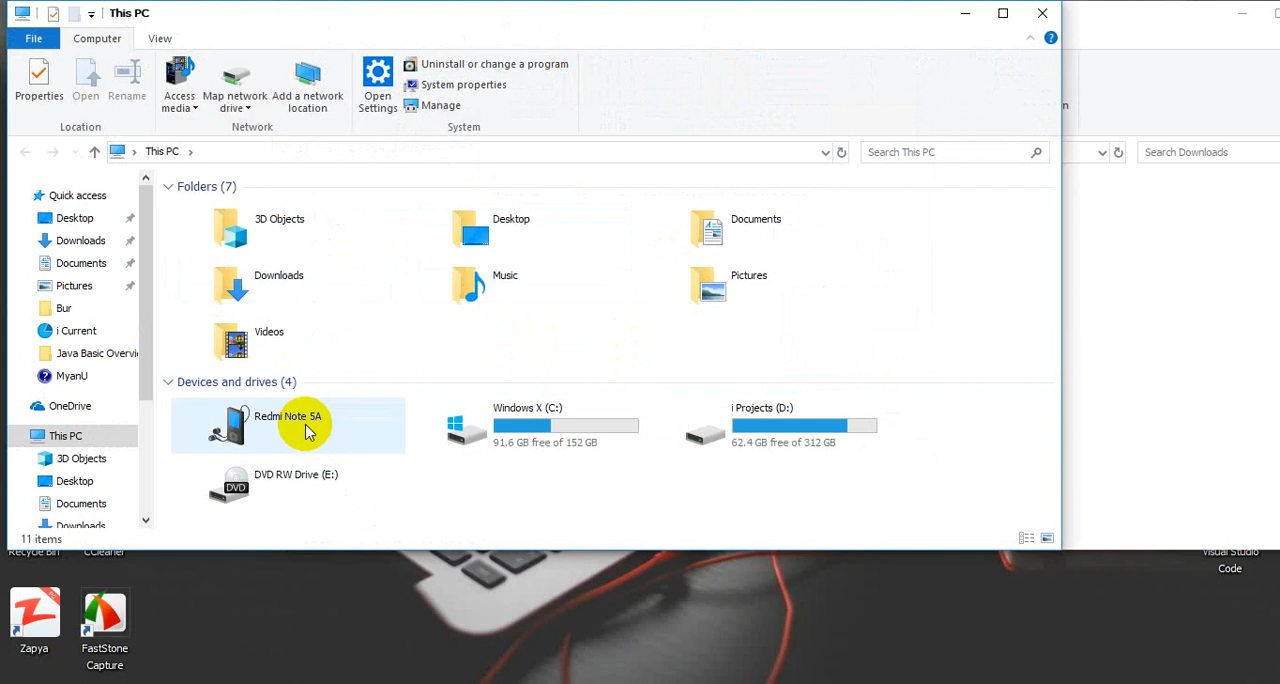 This PC
File
Computer
View
Properties
Open
Rename
Access
media
Map network
drive
Add a network
location
Open
Settings
Uninstall or change a program
System properties
Manage
Location
Network
System
This PC
Search This PC
Search Downloads
Quick access
Desktop
Downloads
Documents
Pictures
Bur
i Current
Java Basic Overvi
MyanU
OneDrive
This PC
3D Objects
Desktop
Documents
Downloads
Folders (7)
3D Objects
Desktop
Documents
Downloads
Music
Pictures
Videos
Devices and drives (4)
Redmi Note 5A
Windows X (C:)
91.6 GB free of 152 GB
i Projects (D:)
62.4 GB free of 312 GB
DVD
DVD RW Drive (E:)
11 items
Recycle Bin
CCleaner
Visual Studio
Code
Zapya
FastStone
Capture